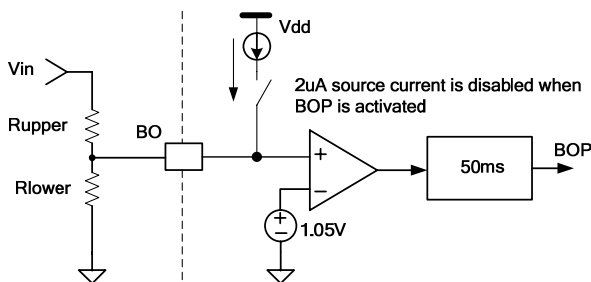 Vdd
Vin
2uA source current is disabled when
BOP is activated
Rupper
BO
+
50ms
BOP
Rlower
−
+
−
1.05V